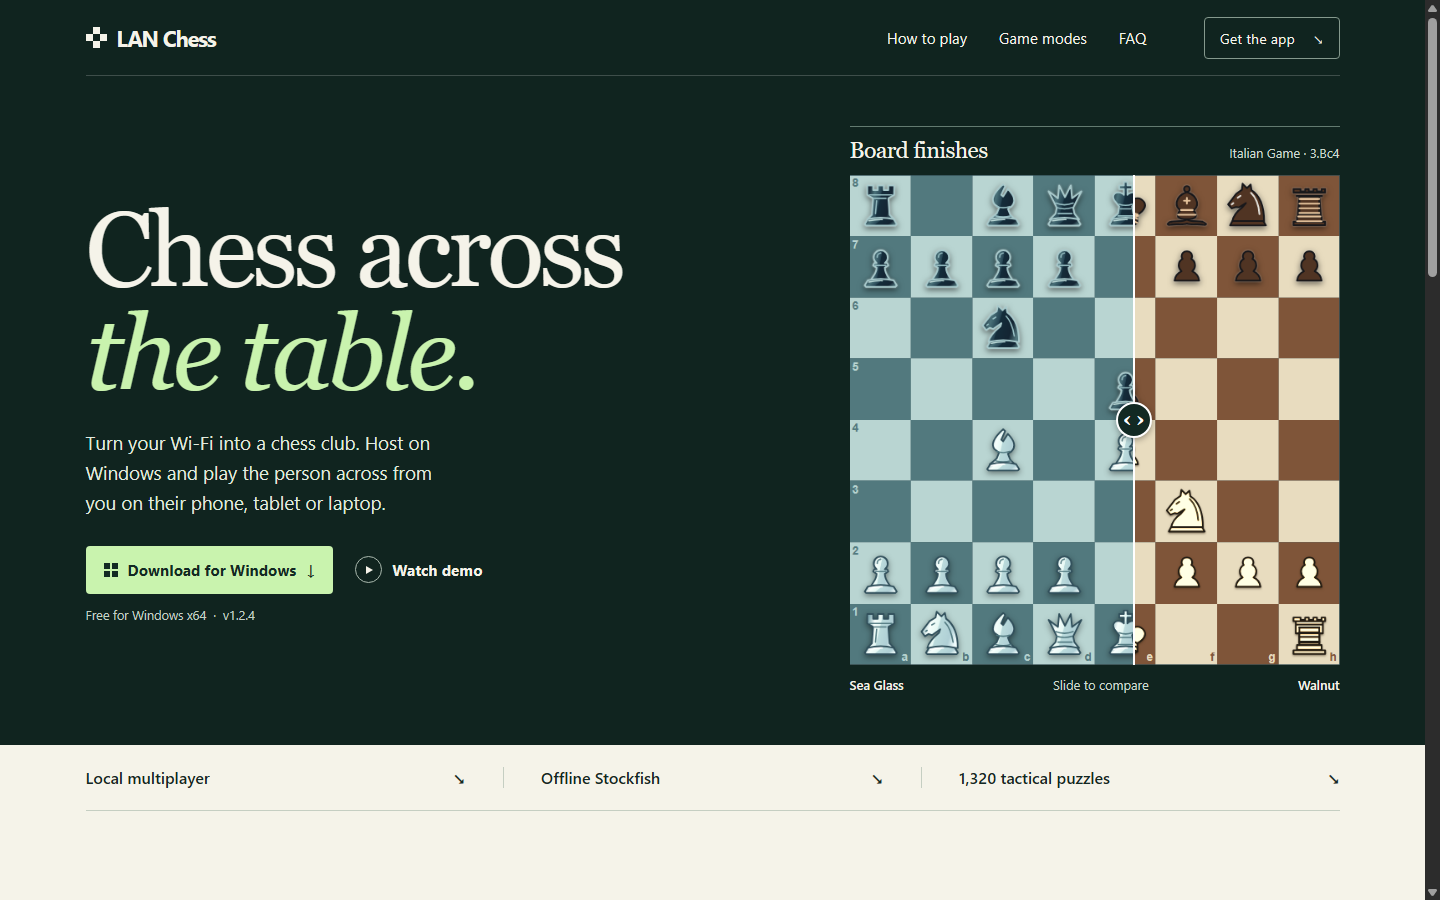 LAN Chess
How to play
Game modes
FAQ
Get the app
Board finishes
Italian Game · 3.Bc4
Chess across
the table.
Turn your Wi-Fi into a chess club. Host on
Windows and play the person across from
you on their phone, tablet or laptop.
Download for Windows ↓
Watch demo
Free for Windows x64 · v1.2.4
8
7
6
5
4
3
2
1
a b c d e f g h
Sea Glass
Slide to compare
Walnut
Local multiplayer ↘
Offline Stockfish ↘
1,320 tactical puzzles ↘